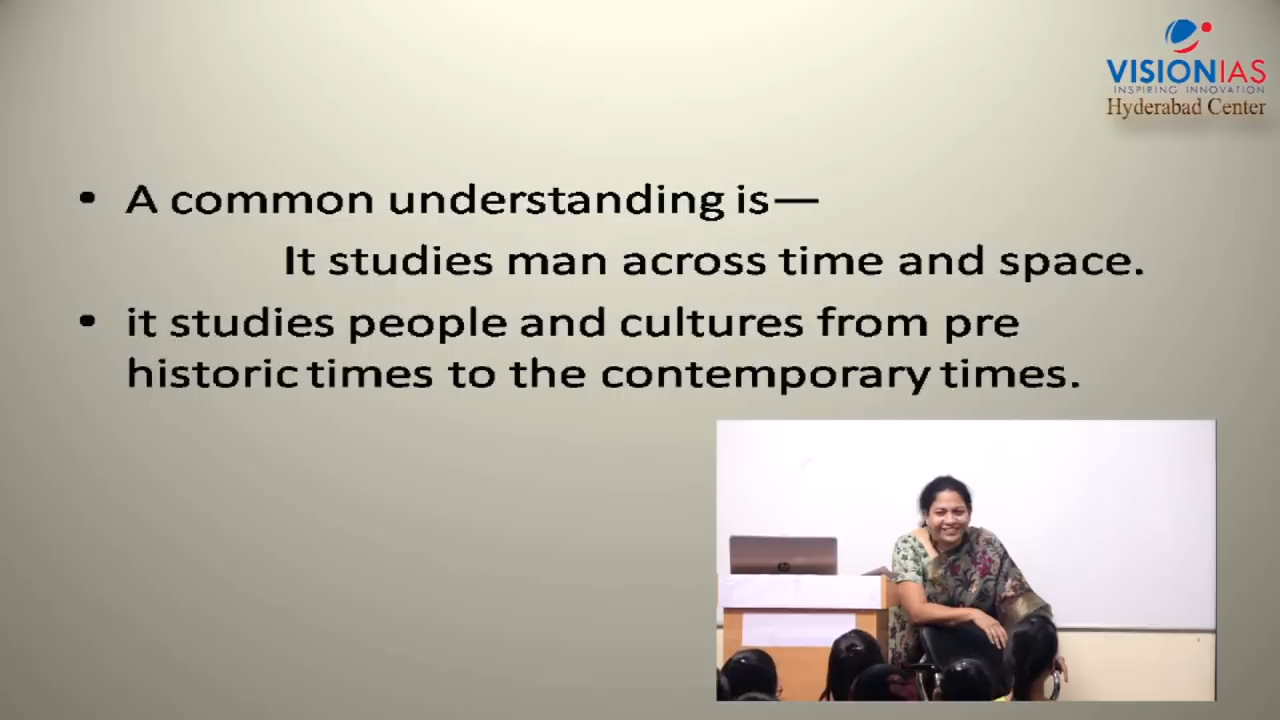 VISIONIAS
INSPIRING INNOVATION
Hyderabad Center
• A common understanding is—
It studies man across time and space.
• it studies people and cultures from pre
historic times to the contemporary times.
hp